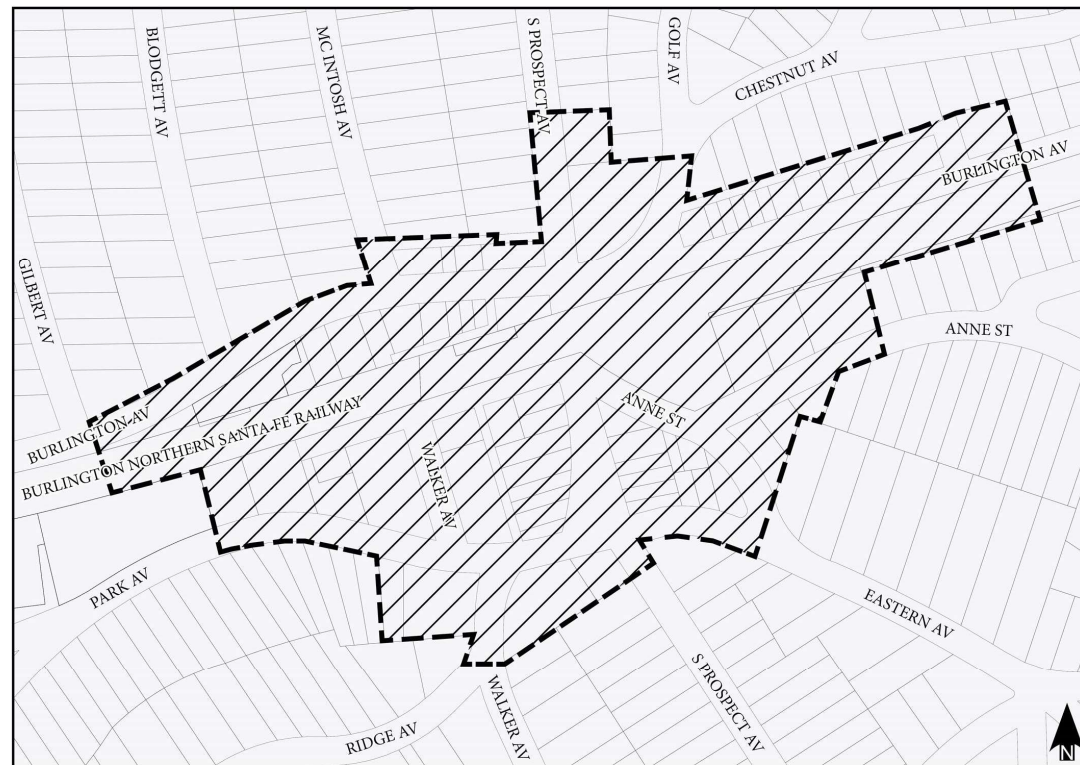 BLODGETT AV
MC INTOSH AV
S PROSPECT AV
GOLF AV
CHESTNUT AV
BURLINGTON AV
GILBERT AV
ANNE ST
ANNE ST
BURLINGTON AV
BURLINGTON NORTHERN SANTA FE RAILWAY
WALKER AV
PARK AV
EASTERN AV
S PROSPECT AV
WALKER AV
RIDGE AV
N